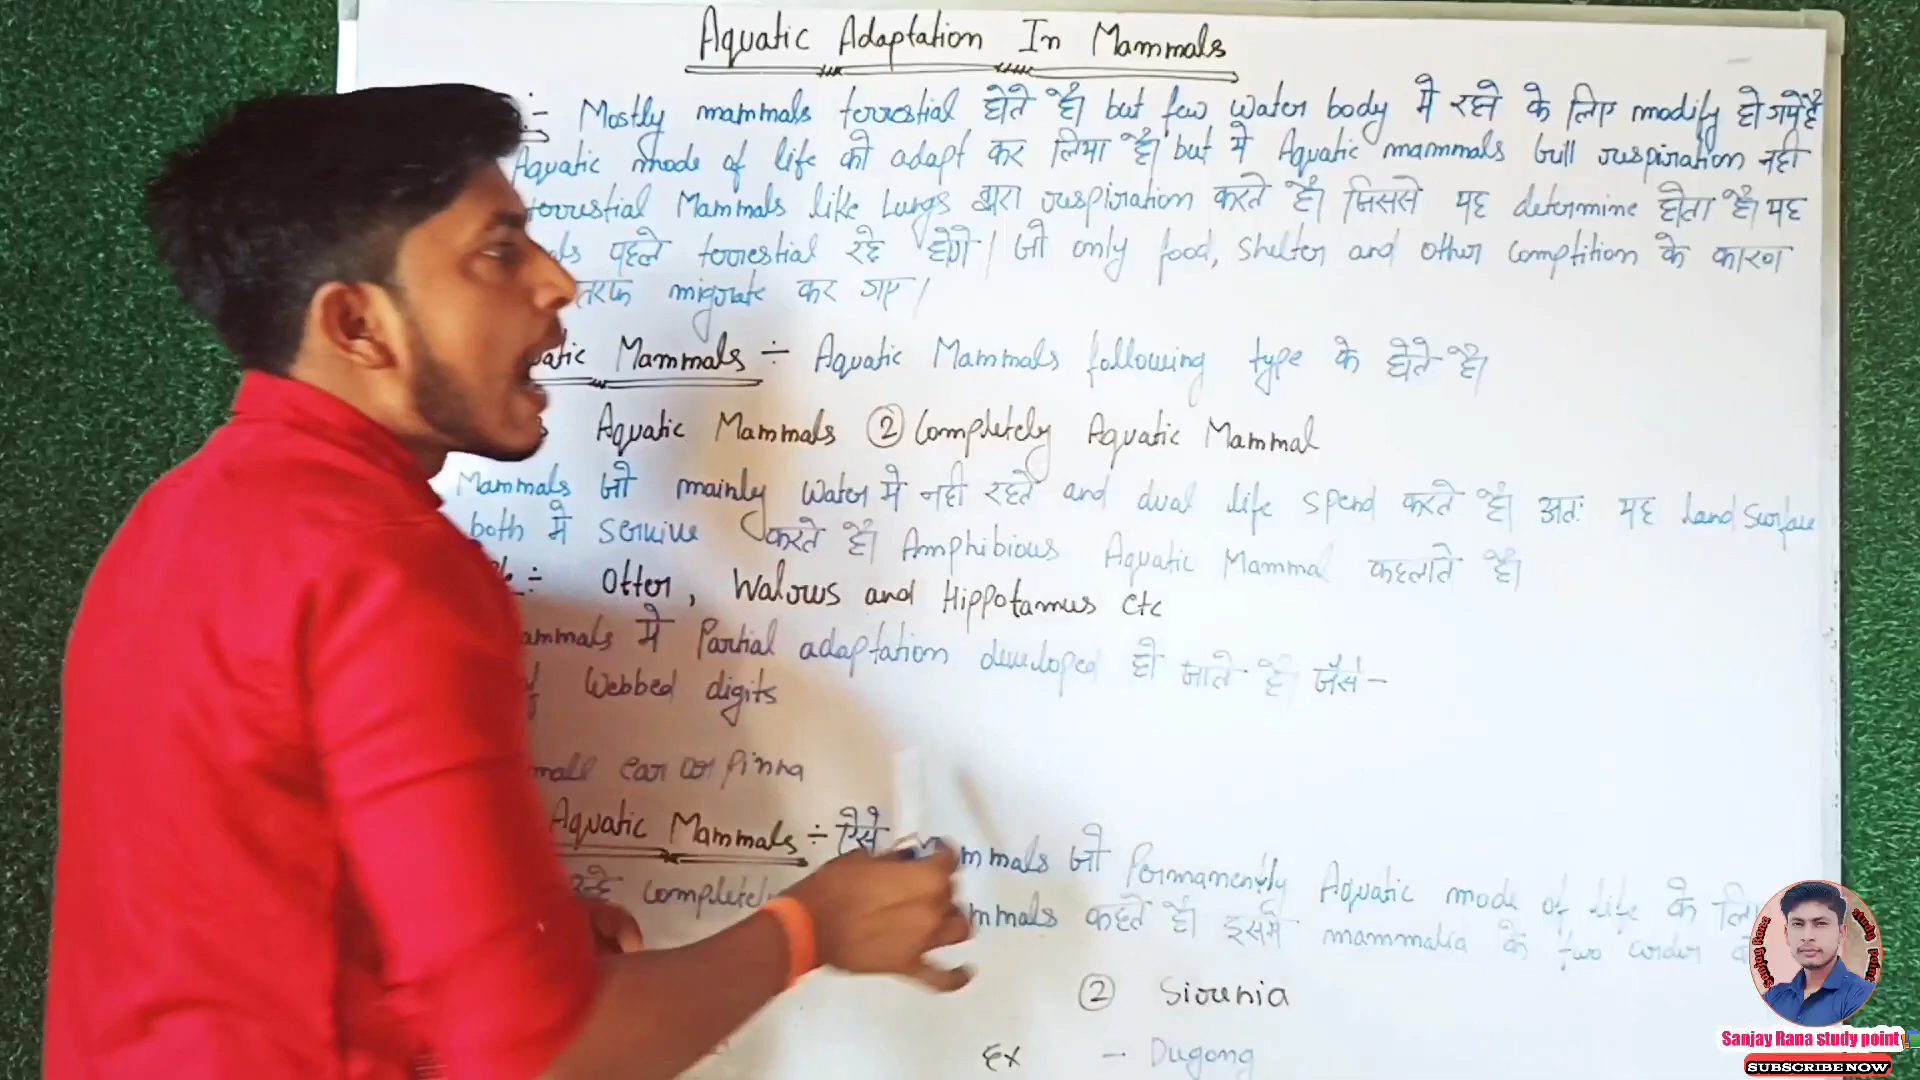 Aquatic Adaptation In Mammals
:- Mostly mammals terrestial होते है। but few water body मे रहने के लिए modify हो गये है
Aquatic mode of life को adapt कर लिया है। but ये Aquatic mammals Gill respiration नही
terrestial Mammals like Lungs द्वारा respiration करते है। जिससे यह determine होता है। यह
पहले terrestial रहे होगे। जो only food, Shelter and other Comptition के कारण
तरफ migrate कर गए।
Mammals ÷ Aquatic Mammals following type के होते है।
Aquatic Mammals ② Completely Aquatic Mammal
Mammals जो mainly water मे नही रहते and dual life spend करते है। अतः यह land Surface
both मे करते है। Amphibious Aquatic Mammal कहलाते है।
÷ Otter, Walrus and Hippotamus etc
मे Partial adaptation developed हो जाते है। जैसे-
Webbed digits
ear or Pinna
Aquatic Mammals ÷ ऐसे जो Permanently Aquatic mode of life के
Completely कहते है। इसमे mammalia के two order
② Sirenia
Ex - Dugong
Sanjay Rana study point
Sanjay Rana study point
SUBSCRIBE NOW